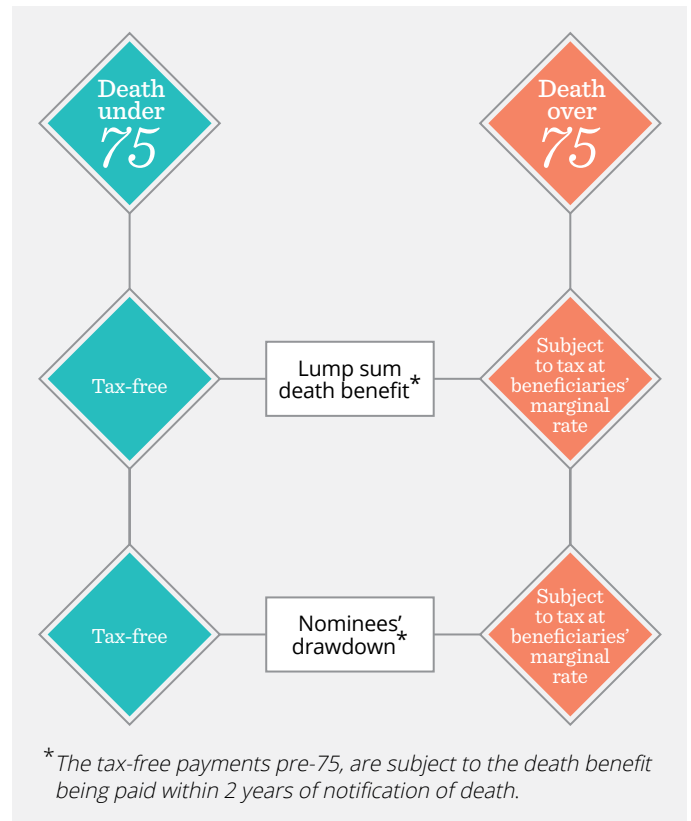 Death
under
75
Death
over
75
Tax-free
Lump sum
death benefit*
Subject
to tax at
beneficiaries’
marginal
rate
Tax-free
Nominees’
drawdown*
Subject
to tax at
beneficiaries’
marginal
rate
*The tax-free payments pre-75, are subject to the death benefit
being paid within 2 years of notification of death.